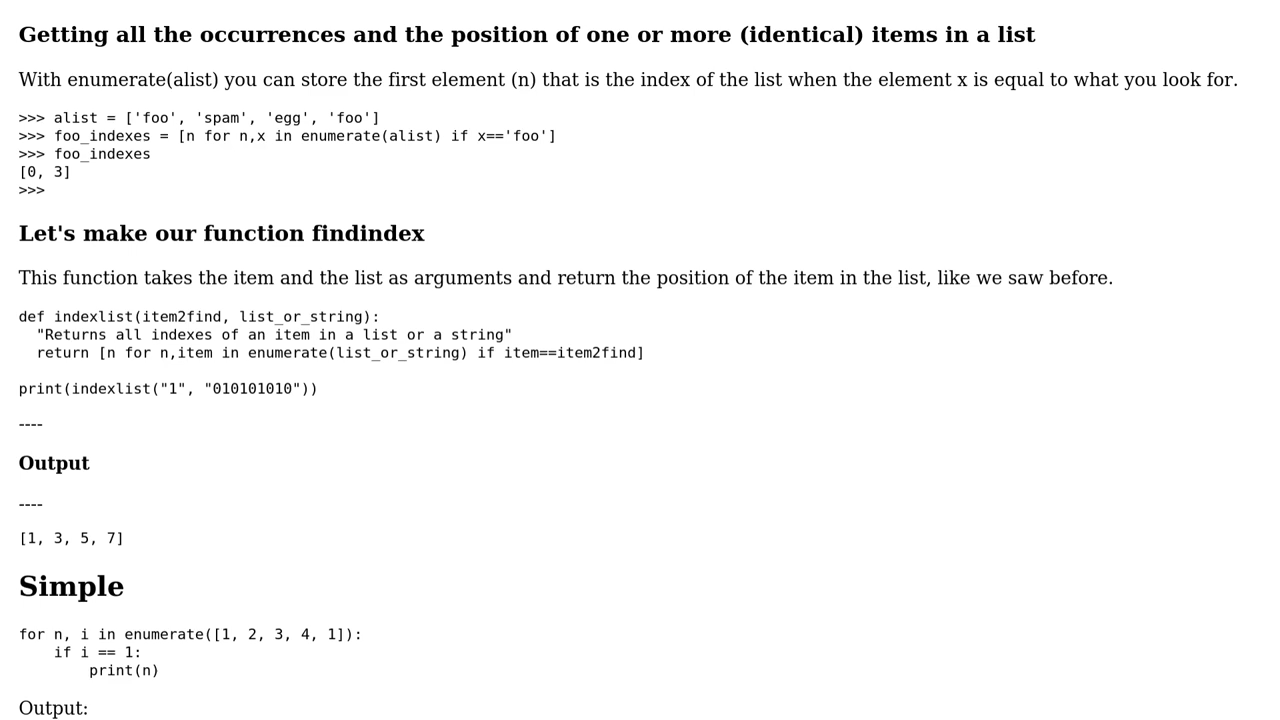 Getting all the occurrences and the position of one or more (identical) items in a list
With enumerate(alist) you can store the first element (n) that is the index of the list when the element x is equal to what you look for.
>>> alist = ['foo', 'spam', 'egg', 'foo']
>>> foo_indexes = [n for n,x in enumerate(alist) if x=='foo']
>>> foo_indexes
[0, 3]
>>>
Let's make our function findindex
This function takes the item and the list as arguments and return the position of the item in the list, like we saw before.
def indexlist(item2find, list_or_string):
  "Returns all indexes of an item in a list or a string"
  return [n for n,item in enumerate(list_or_string) if item==item2find]
print(indexlist("1", "010101010"))
----
Output
----
[1, 3, 5, 7]
Simple
for n, i in enumerate([1, 2, 3, 4, 1]):
    if i == 1:
        print(n)
Output: